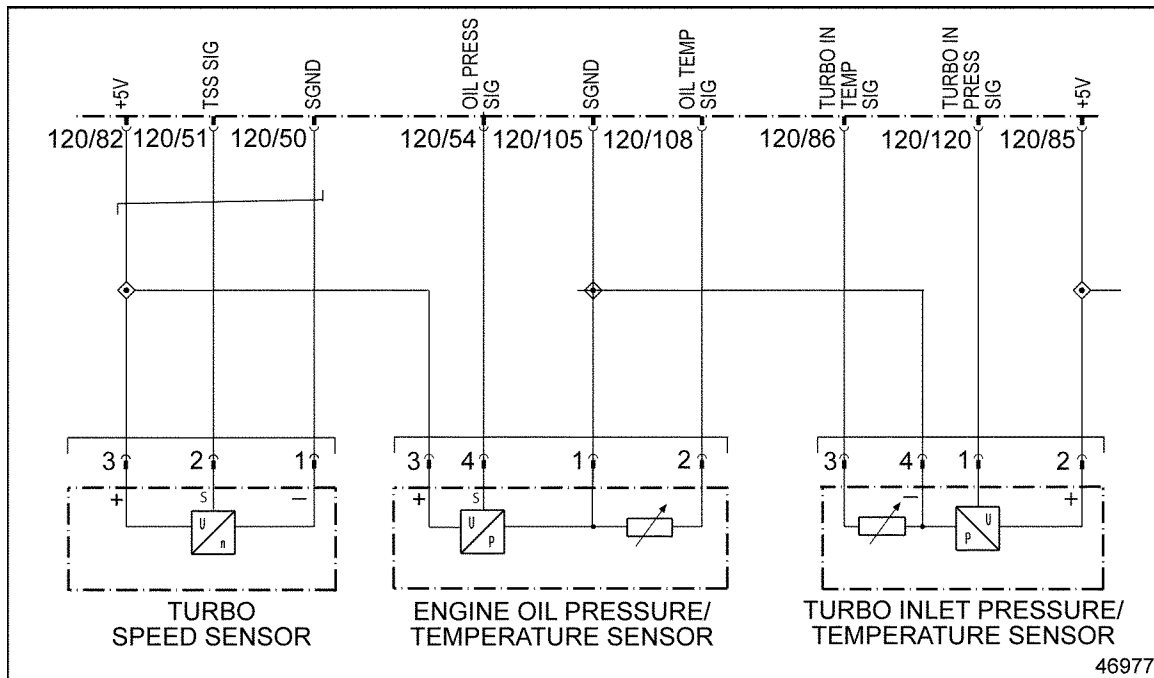 +5V
TSS SIG
SGND
OIL PRESS
SIG
SGND
OIL TEMP
SIG
TURBO IN
TEMP
SIG
TURBO IN
PRESS
SIG
+5V
120/82 120/51 120/50 120/54 120/105 120/108 120/86 120/120 120/85
3 2 1 3 4 1 2 3 4 1 2
+ S − + S − +
U n U P P U
TURBO
SPEED SENSOR
ENGINE OIL PRESSURE/
TEMPERATURE SENSOR
TURBO INLET PRESSURE/
TEMPERATURE SENSOR
46977